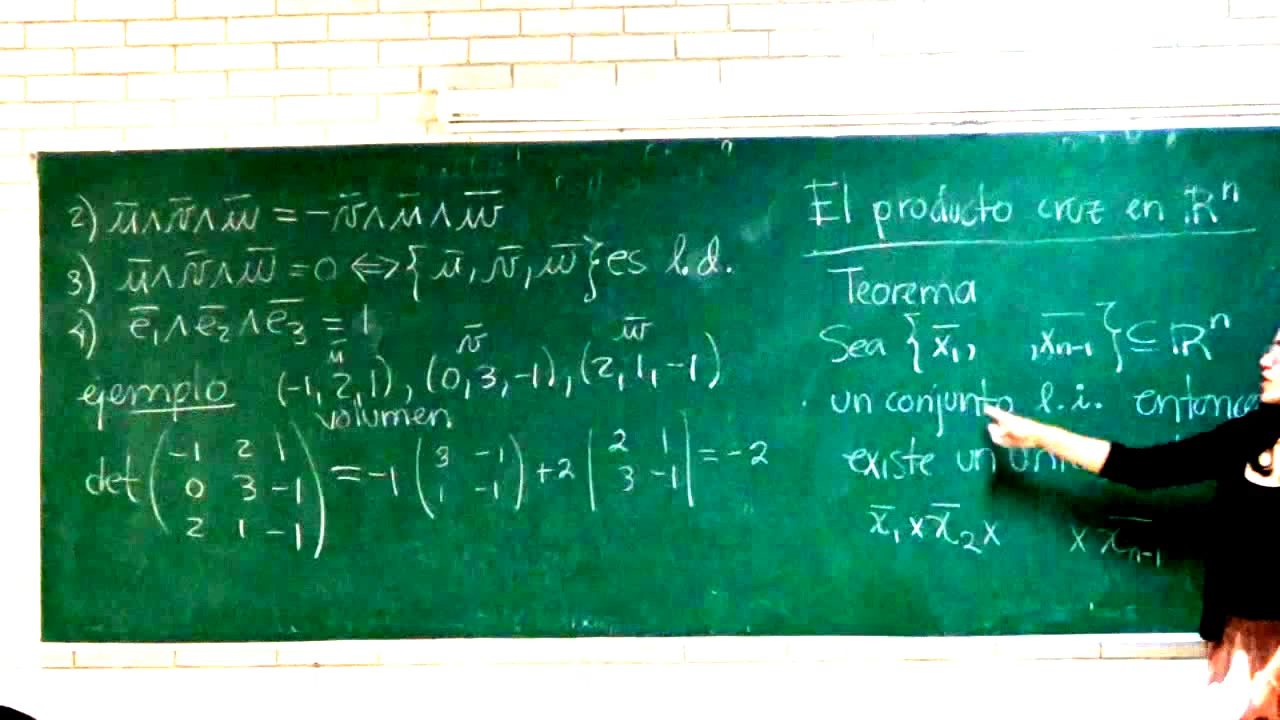 2) ū∧v̄∧w̄ = -v̄∧ū∧w̄
3) ū∧v̄∧w̄ = 0 ⟺ {ū, v̄, w̄} es l.d.
4) ē₁∧ē₂∧ē₃ = 1
ū v̄ w̄
ejemplo (-1, 2, 1), (0, 3, -1), (2, 1, -1)
volumen
det ( -1 2 1
0 3 -1
2 1 -1 ) = -1 ( 3 -1
1 -1 ) + 2 | 2 1
3 -1 | = -2
El producto cruz en ℝⁿ
Teorema
Sea {x̄₁, , x̄ₙ₋₁} ⊆ ℝⁿ
un conjunto l.i. entonce
existe un
x̄₁ × x̄₂ × × x̄ₙ₋₁